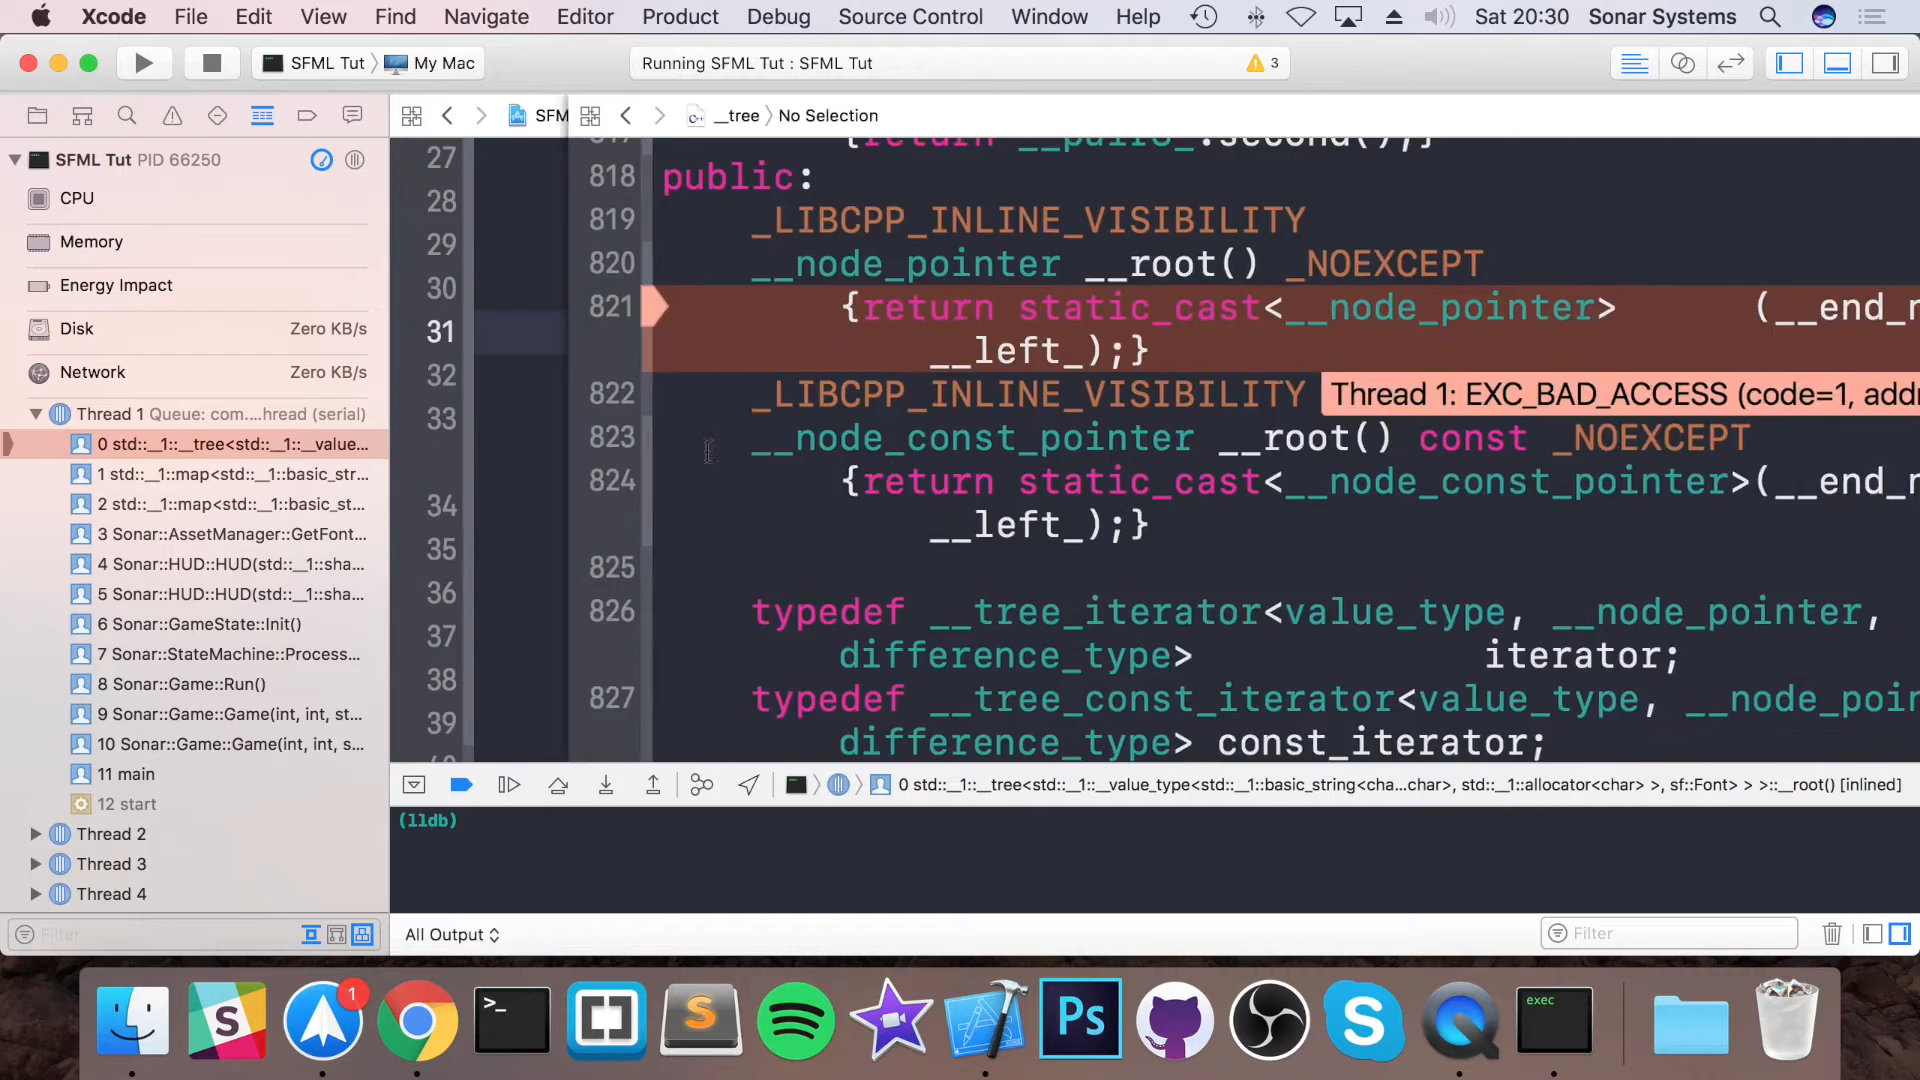 Xcode File Edit View Find Navigate Editor Product Debug Source Control Window Help Sat 20:30 Sonar Systems
SFML Tut My Mac
Running SFML Tut : SFML Tut
3
SFM
__tree No Selection
SFML Tut PID 66250
CPU
Memory
Energy Impact
Disk Zero KB/s
Network Zero KB/s
Thread 1 Queue: com....hread (serial)
0 std::__1::__tree<std::__1::__value...
1 std::__1::map<std::__1::basic_str...
2 std::__1::map<std::__1::basic_st...
3 Sonar::AssetManager::GetFont...
4 Sonar::HUD::HUD(std::__1::sha...
5 Sonar::HUD::HUD(std::__1::sha...
6 Sonar::GameState::Init()
7 Sonar::StateMachine::Process...
8 Sonar::Game::Run()
9 Sonar::Game::Game(int, int, st...
10 Sonar::Game::Game(int, int, s...
11 main
12 start
Thread 2
Thread 3
Thread 4
Filter
27
28
29
30
31
32
33
34
35
36
37
38
39
818 public:
819 _LIBCPP_INLINE_VISIBILITY
820 __node_pointer __root() _NOEXCEPT
821 {return static_cast<__node_pointer> (__end_n
__left_);}
822 _LIBCPP_INLINE_VISIBILITY
Thread 1: EXC_BAD_ACCESS (code=1, addr
823 __node_const_pointer __root() const _NOEXCEPT
824 {return static_cast<__node_const_pointer>(__end_n
__left_);}
825
826 typedef __tree_iterator<value_type, __node_pointer,
difference_type> iterator;
827 typedef __tree_const_iterator<value_type, __node_poin
difference_type> const_iterator;
0 std::__1::__tree<std::__1::__value_type<std::__1::basic_string<cha...char>, std::__1::allocator<char> >, sf::Font> > >::__root() [inlined]
(lldb)
All Output
Filter
1
exec
Ps